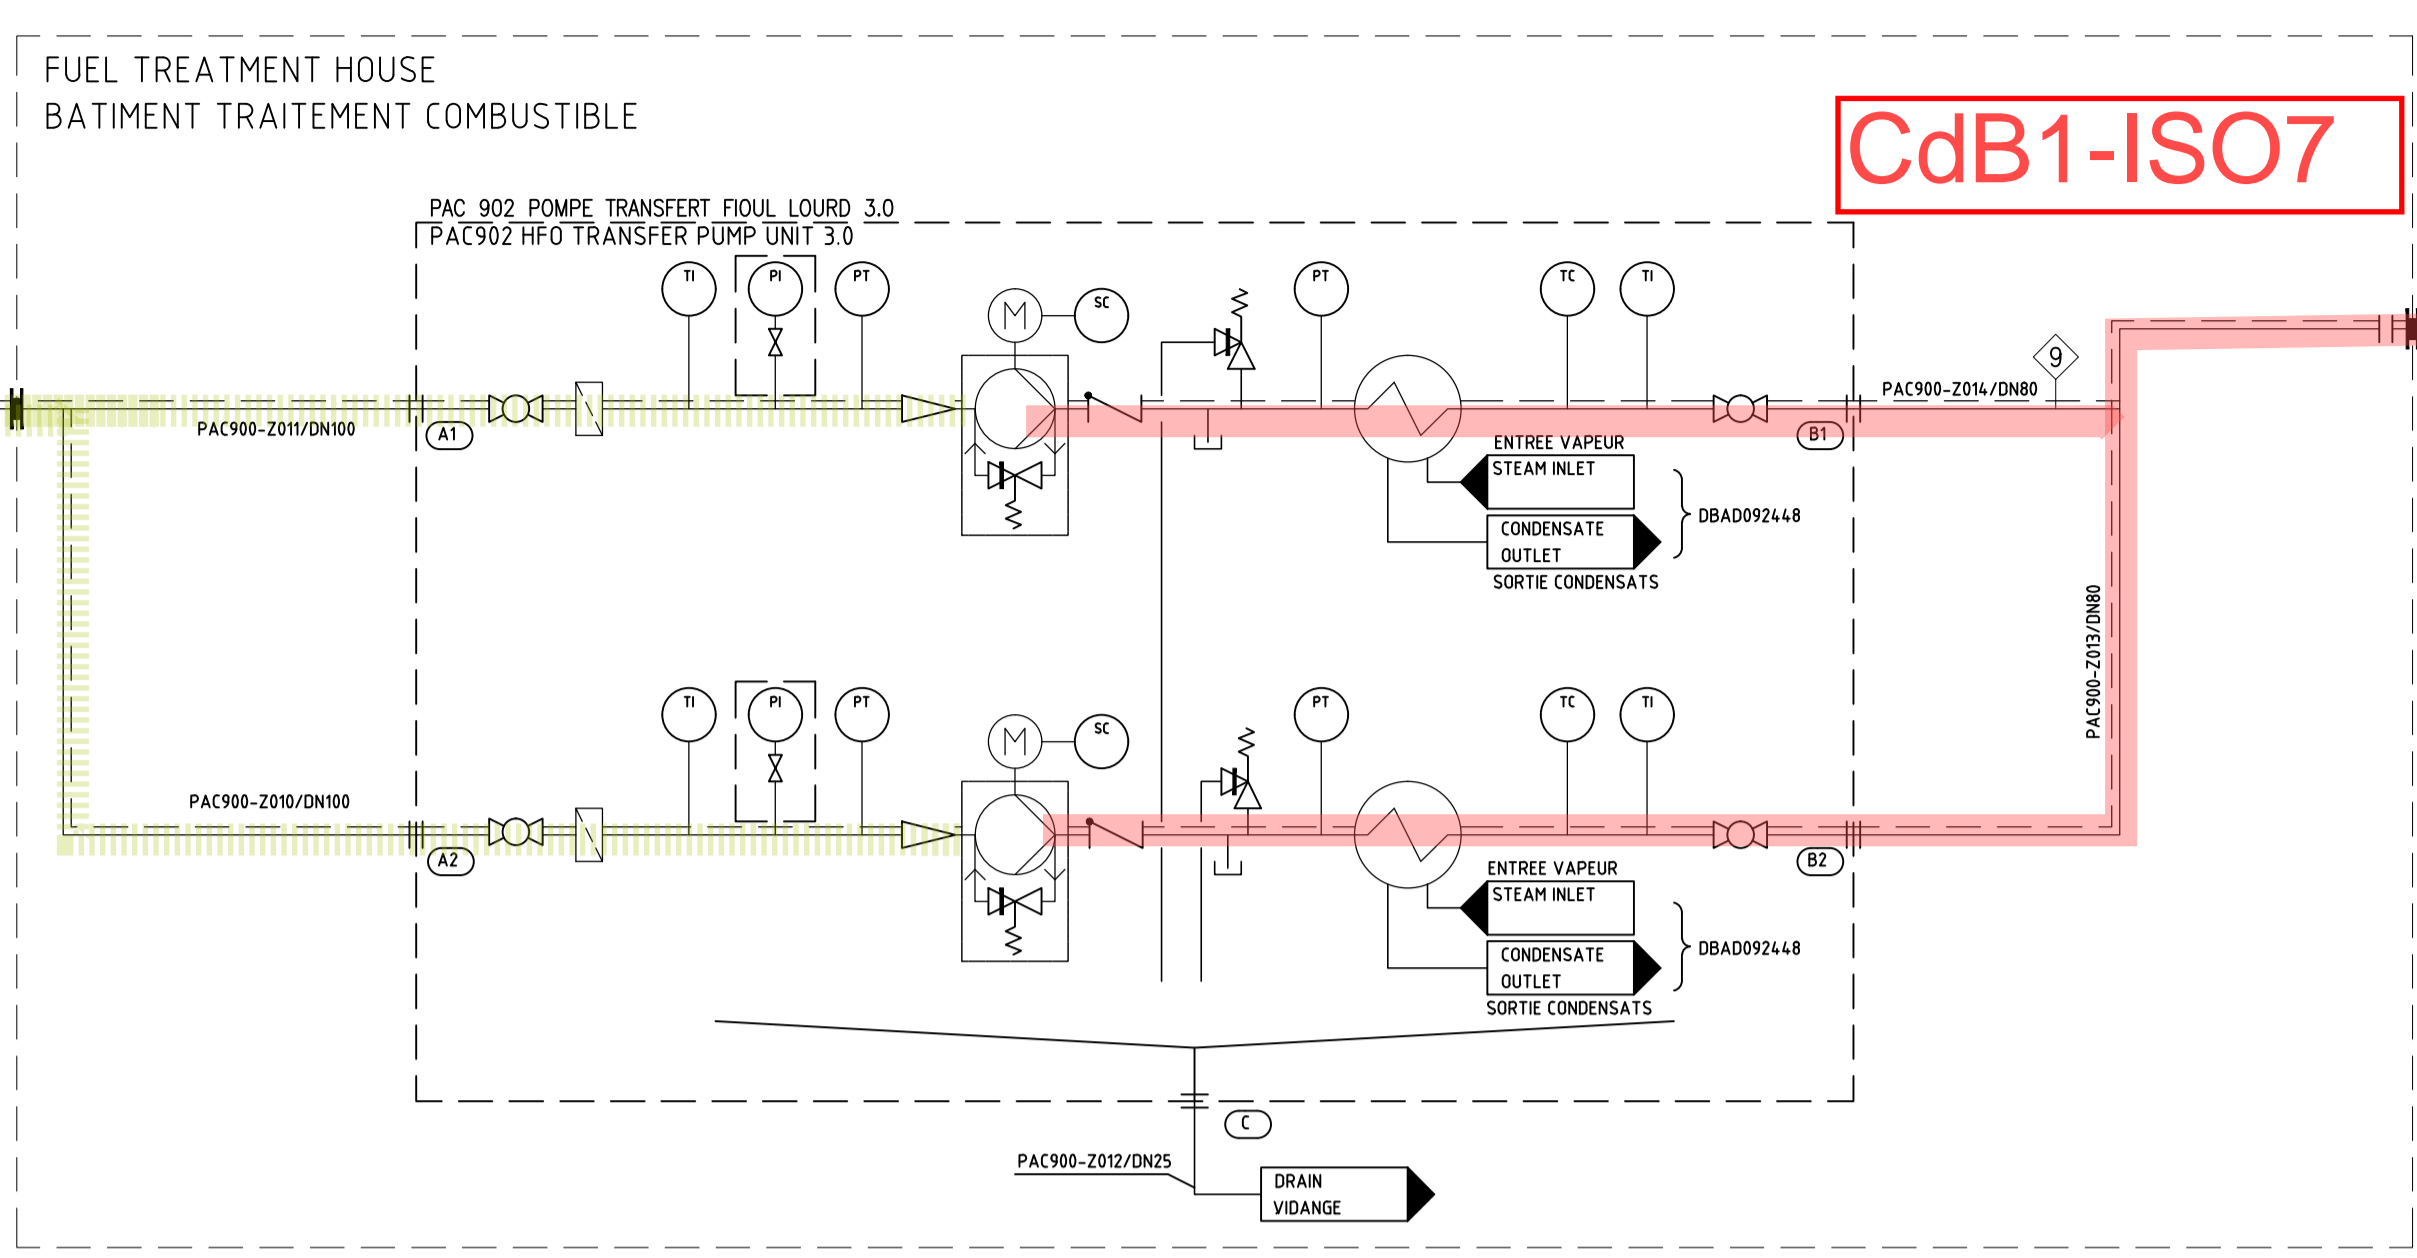 FUEL TREATMENT HOUSE
BATIMENT TRAITEMENT COMBUSTIBLE
CdB1-ISO7
PAC 902 POMPE TRANSFERT FIOUL LOURD 3.0
PAC902 HFO TRANSFER PUMP UNIT 3.0
TI
PI
PT
M
SC
PT
TC
TI
9
PAC900-Z014/DN80
PAC900-Z011/DN100
A1
B1
ENTREE VAPEUR
STEAM INLET
DBAD092448
CONDENSATE
OUTLET
SORTIE CONDENSATS
PAC900-Z013/DN80
TI
PI
PT
M
SC
PT
TC
TI
PAC900-Z010/DN100
A2
B2
ENTREE VAPEUR
STEAM INLET
DBAD092448
CONDENSATE
OUTLET
SORTIE CONDENSATS
C
PAC900-Z012/DN25
DRAIN
VIDANGE